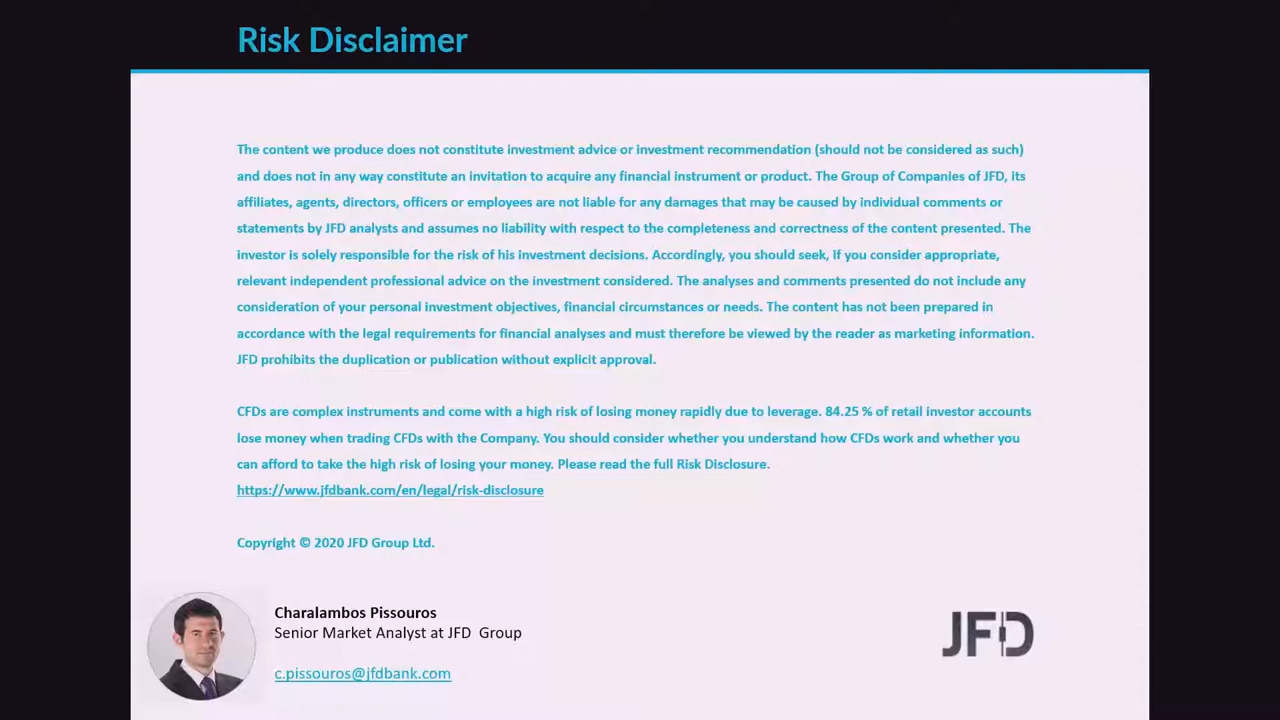 Risk Disclaimer
The content we produce does not constitute investment advice or investment recommendation (should not be considered as such)
and does not in any way constitute an invitation to acquire any financial instrument or product. The Group of Companies of JFD, its
affiliates, agents, directors, officers or employees are not liable for any damages that may be caused by individual comments or
statements by JFD analysts and assumes no liability with respect to the completeness and correctness of the content presented. The
investor is solely responsible for the risk of his investment decisions. Accordingly, you should seek, if you consider appropriate,
relevant independent professional advice on the investment considered. The analyses and comments presented do not include any
consideration of your personal investment objectives, financial circumstances or needs. The content has not been prepared in
accordance with the legal requirements for financial analyses and must therefore be viewed by the reader as marketing information.
JFD prohibits the duplication or publication without explicit approval.
CFDs are complex instruments and come with a high risk of losing money rapidly due to leverage. 84.25 % of retail investor accounts
lose money when trading CFDs with the Company. You should consider whether you understand how CFDs work and whether you
can afford to take the high risk of losing your money. Please read the full Risk Disclosure.
https://www.jfdbank.com/en/legal/risk-disclosure
Copyright © 2020 JFD Group Ltd.
Charalambos Pissouros
Senior Market Analyst at JFD Group
c.pissouros@jfdbank.com
JFD